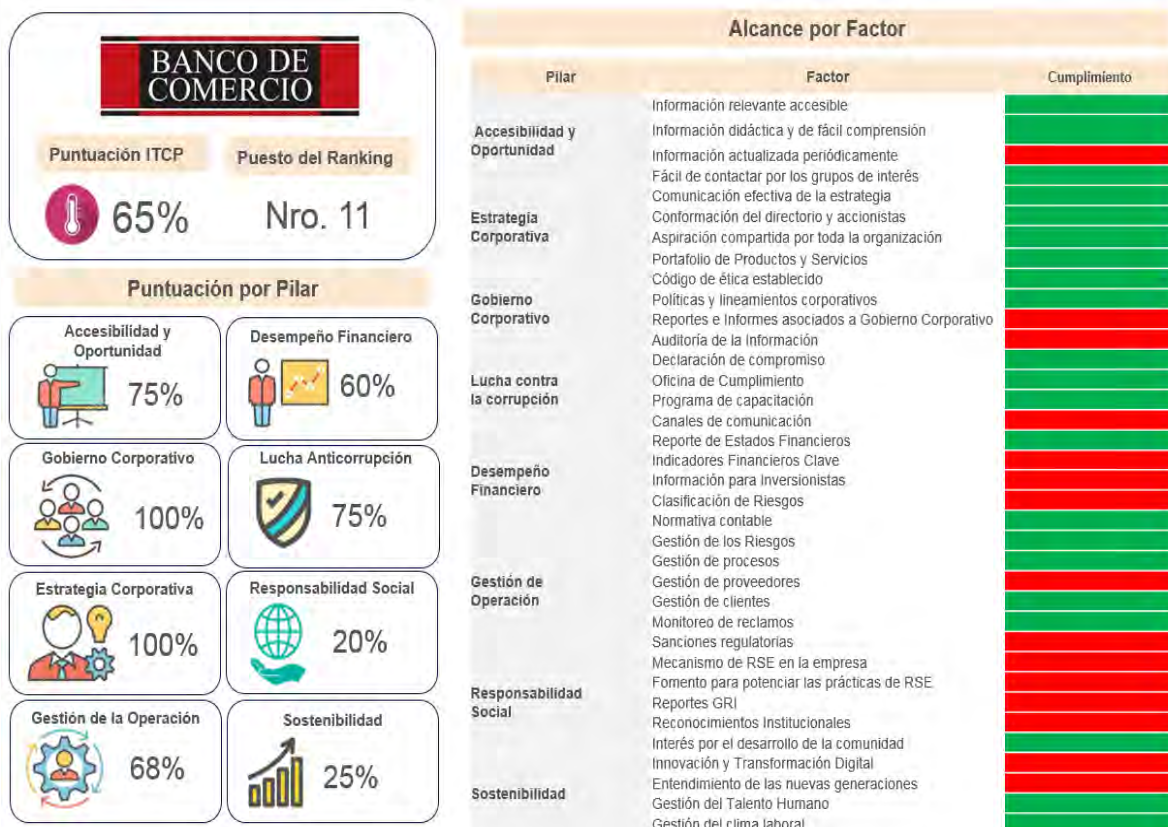 BANCO DE
COMERCIO
Puntuación ITCP
Puesto del Ranking
65%
Nro. 11
Puntuación por Pilar
Accesibilidad y
Oportunidad
75%
Desempeño Financiero
60%
Gobierno Corporativo
100%
Lucha Anticorrupción
75%
Estrategia Corporativa
100%
Responsabilidad Social
20%
Gestión de la Operación
68%
Sostenibilidad
25%
Alcance por Factor
Pilar Factor Cumplimiento
Accesibilidad y
Oportunidad
Información relevante accesible
Información didáctica y de fácil comprensión
Información actualizada periódicamente
Fácil de contactar por los grupos de interés
Estrategia
Corporativa
Comunicación efectiva de la estrategia
Conformación del directorio y accionistas
Aspiración compartida por toda la organización
Portafolio de Productos y Servicios
Gobierno
Corporativo
Código de ética establecido
Políticas y lineamientos corporativos
Reportes e Informes asociados a Gobierno Corporativo
Auditoría de la Información
Lucha contra
la corrupción
Declaración de compromiso
Oficina de Cumplimiento
Programa de capacitación
Canales de comunicación
Desempeño
Financiero
Reporte de Estados Financieros
Indicadores Financieros Clave
Información para Inversionistas
Clasificación de Riesgos
Normativa contable
Gestión de
Operación
Gestión de los Riesgos
Gestión de procesos
Gestión de proveedores
Gestión de clientes
Monitoreo de reclamos
Sanciones regulatorias
Responsabilidad
Social
Mecanismo de RSE en la empresa
Fomento para potenciar las prácticas de RSE
Reportes GRI
Reconocimientos Institucionales
Interés por el desarrollo de la comunidad
Sostenibilidad
Innovación y Transformación Digital
Entendimiento de las nuevas generaciones
Gestión del Talento Humano
Gestión del clima laboral